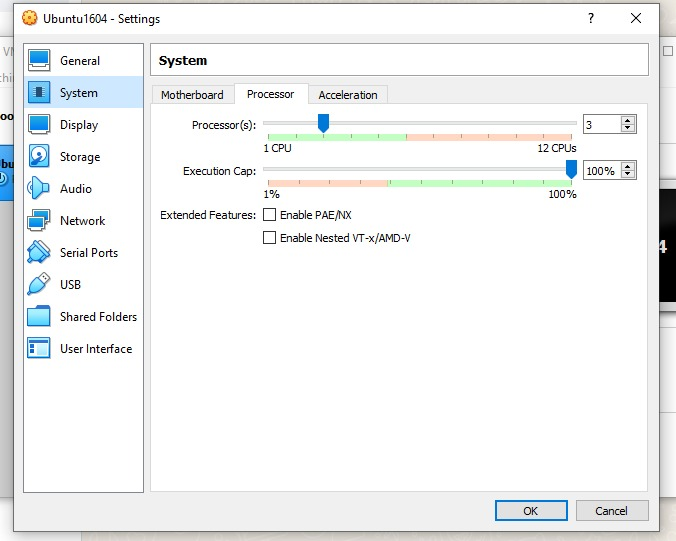 Ubuntu1604 - Settings
?
General
System
Display
Storage
Audio
Network
Serial Ports
USB
Shared Folders
User Interface
System
Motherboard Processor Acceleration
Processor(s): 3
1 CPU 12 CPUs
Execution Cap: 100%
1% 100%
Extended Features: Enable PAE/NX
Enable Nested VT-x/AMD-V
OK Cancel
4